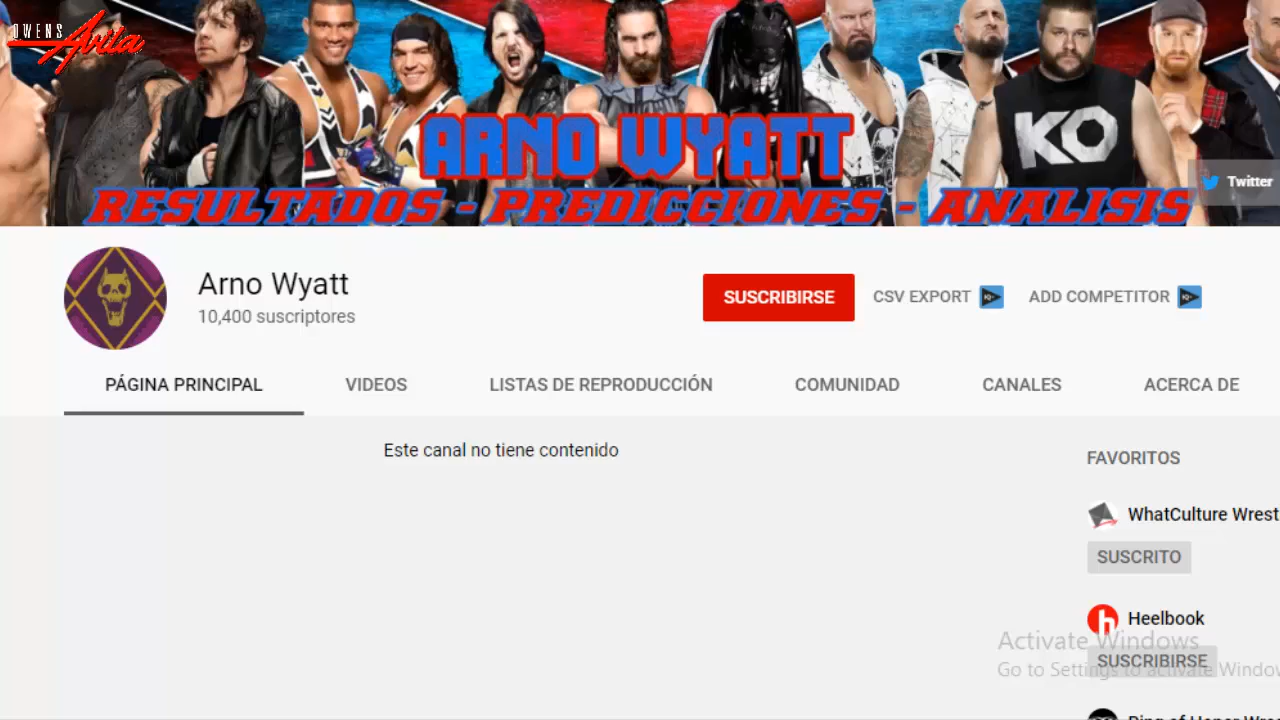 OWENS
Avila
KO
ARNO WYATT
RESULTADOS - PREDICCIONES - ANALISIS
Twitter
Arno Wyatt
10,400 suscriptores
SUSCRIBIRSE
CSV EXPORT
ADD COMPETITOR
PÁGINA PRINCIPAL
VIDEOS
LISTAS DE REPRODUCCIÓN
COMUNIDAD
CANALES
ACERCA DE
Este canal no tiene contenido
FAVORITOS
WhatCulture Wrest
SUSCRITO
h
Heelbook
SUSCRIBIRSE
Activate Windows
Go to Settings to activate Windo